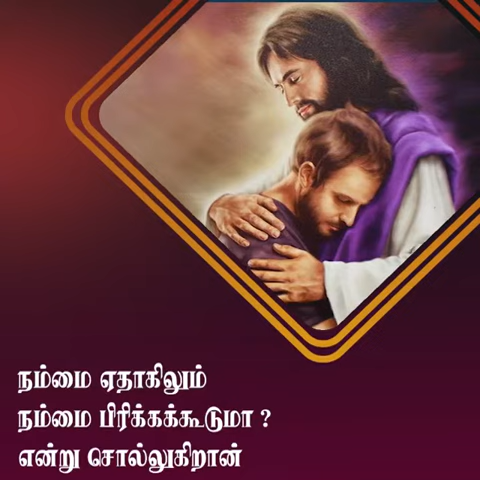 நம்மை ஏதாகிலும்
நம்மை பிரிக்கக்கூடுமா ?
என்று சொல்லுகிறான்